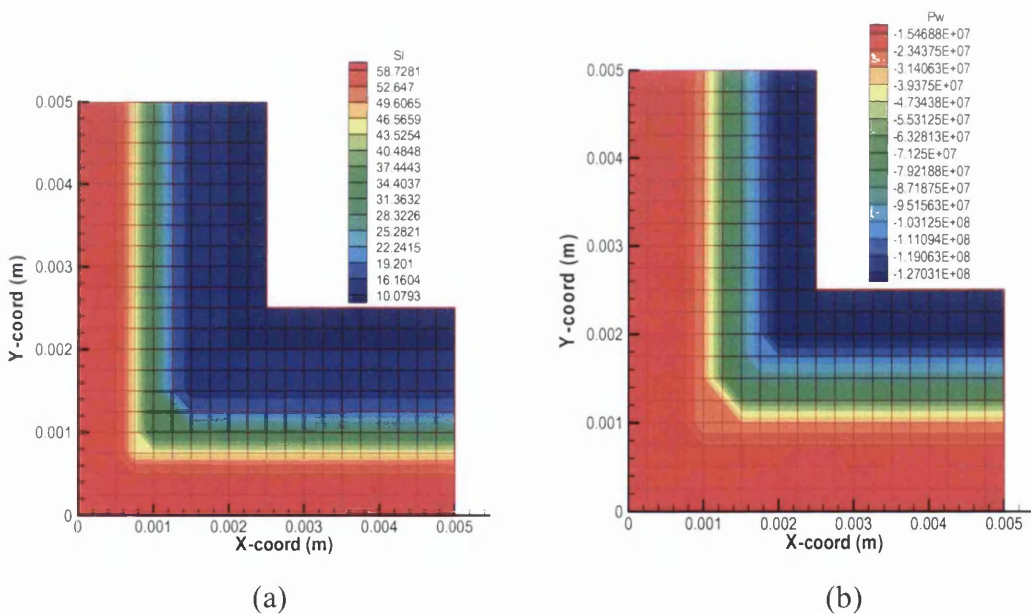 Si
58.7281
52.647
49.6065
46.5659
43.5254
40.4848
37.4443
34.4037
31.3632
28.3226
25.2821
22.2415
19.201
16.1604
10.0793
0.005
0.004
0.003
0.002
0.001
0
Y-coord (m)
0 0.001 0.002 0.003 0.004 0.005
X-coord (m)
(a)
Pw
-1.54688E+07
-2.34375E+07
-3.14063E+07
-3.9375E+07
-4.73438E+07
-5.53125E+07
-6.32813E+07
-7.125E+07
-7.92188E+07
-8.71875E+07
-9.51563E+07
-1.03125E+08
-1.11094E+08
-1.19063E+08
-1.27031E+08
0.005
0.004
0.003
0.002
0.001
0
Y-coord (m)
0 0.001 0.002 0.003 0.004 0.005
X-coord (m)
(b)